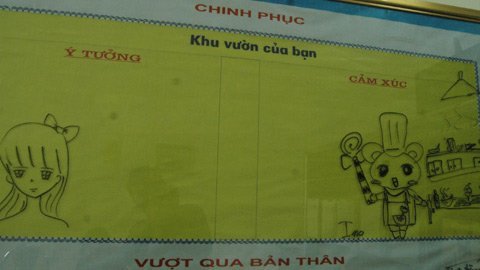 CHINH PHỤC
Khu vườn của bạn
Ý TƯỞNG
CẢM XÚC
VƯỢT QUA BẢN THÂN